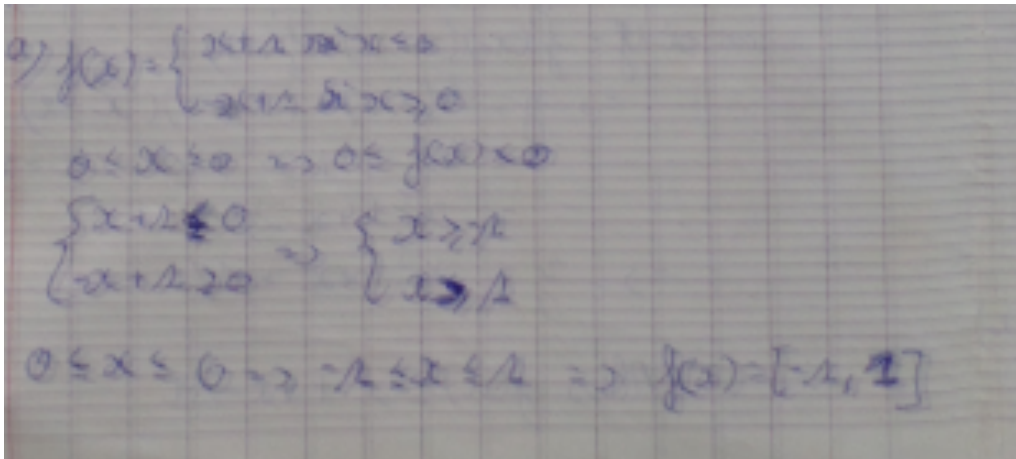 a) f(x) = { x+1 si x ≤ 0
-x+1 si x ≥ 0
0 ≤ x ≤ 0 => 0 ≤ f(x) < 0
{ x+1 ≤ 0 => { x ≥ -1
-x+1 ≥ 0 x ≥ 1
0 ≤ x ≤ 0 => -1 ≤ x ≤ 1 => f(x) = [-1, 1]